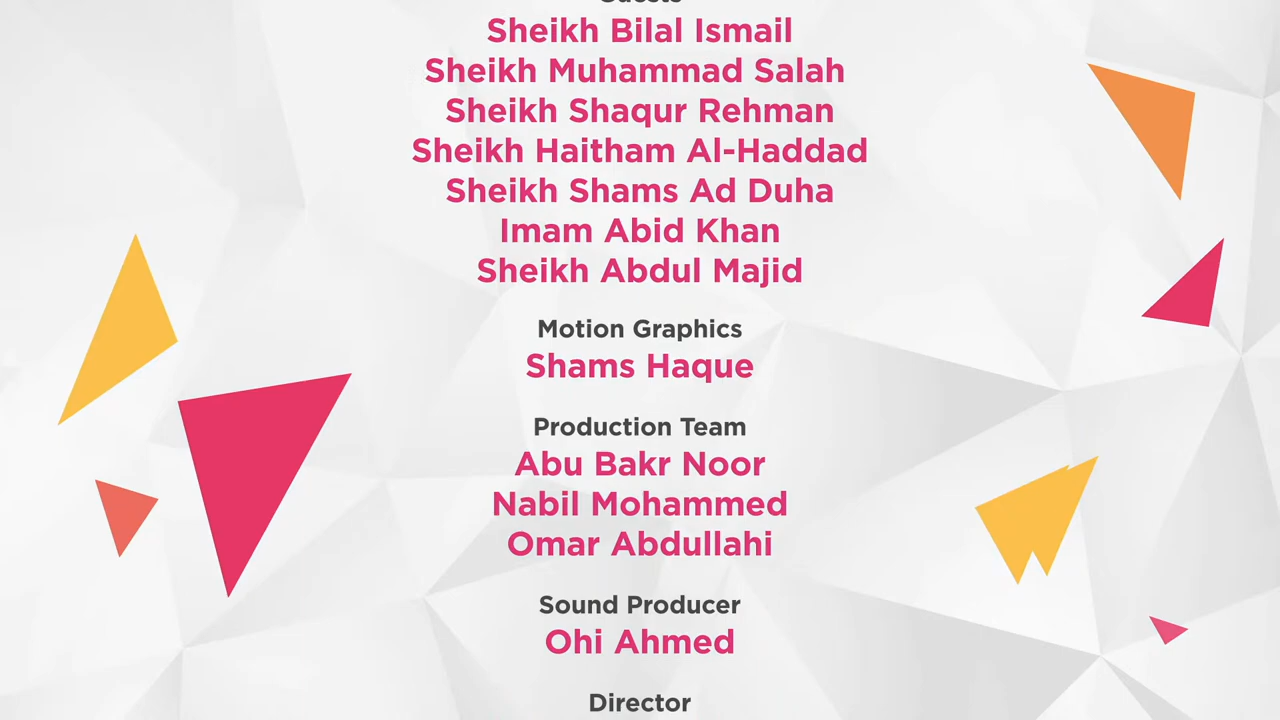 Guests
Sheikh Bilal Ismail
Sheikh Muhammad Salah
Sheikh Shaqur Rehman
Sheikh Haitham Al-Haddad
Sheikh Shams Ad Duha
Imam Abid Khan
Sheikh Abdul Majid
Motion Graphics
Shams Haque
Production Team
Abu Bakr Noor
Nabil Mohammed
Omar Abdullahi
Sound Producer
Ohi Ahmed
Director